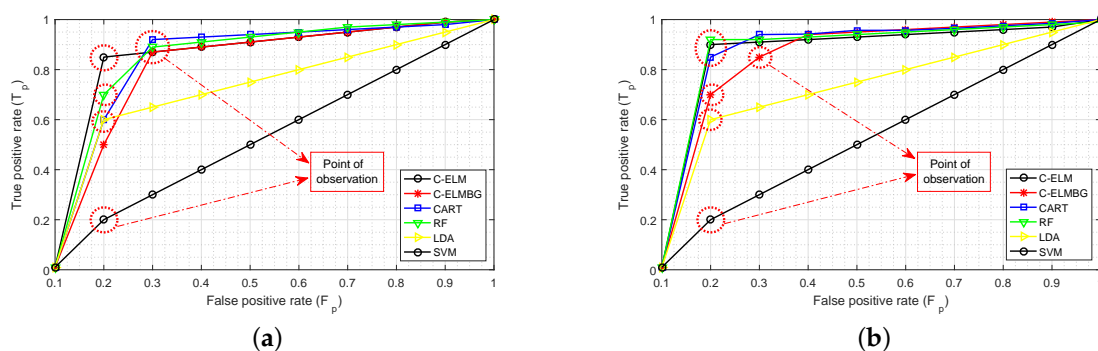 1
0.8
0.6
0.4
0.2
0
True positive rate (T_p)
0.1 0.2 0.3 0.4 0.5 0.6 0.7 0.8 0.9 1
False positive rate (F_p)
Point of
observation
C-ELM
C-ELMBG
CART
RF
LDA
SVM
(a)
1
0.8
0.6
0.4
0.2
0
True positive rate (T_p)
0.1 0.2 0.3 0.4 0.5 0.6 0.7 0.8 0.9
False positive rate (F_p)
Point of
observation
C-ELM
C-ELMBG
CART
RF
LDA
SVM
(b)